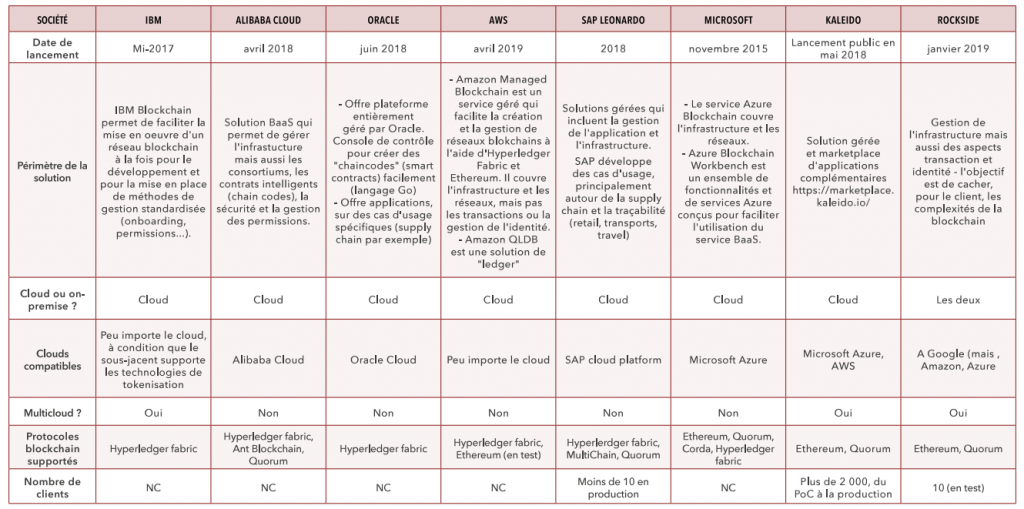 SOCIÉTÉ
IBM
ALIBABA CLOUD
ORACLE
AWS
SAP LEONARDO
MICROSOFT
KALEIDO
ROCKSIDE
Date de
lancement
Mi-2017
avril 2018
juin 2018
avril 2019
2018
novembre 2015
Lancement public en
mai 2018
janvier 2019
Périmètre de la
solution
IBM Blockchain
permet de faciliter la
mise en oeuvre d'un
réseau blockchain
à la fois pour le
développement et
pour la mise en place
de méthodes de
gestion standardisée
(onboarding,
permissions...).
Solution BaaS qui
permet de gérer
l'infrastucture
mais aussi les
consortiums, les
contrats intelligents
(chain codes), la
sécurité et la gestion
des permissions.
- Offre plateforme
entièrement
géré par Oracle.
Console de contrôle
pour créer des
"chaincodes" (smart
contracts) facilement
(langage Go)
- Offre applications,
sur des cas d'usage
spécifiques (supply
chain par exemple)
- Amazon Managed
Blockchain est un
service géré qui
facilite la création
et la gestion de
réseaux blokchains à
l'aide d'Hyperledger
Fabric et
Ethereum. Il couvre
l'infrastructure et les
réseaux, mais pas
les transactions ou la
gestion de l'identité.
- Amazon QLDB
est une solution de
"ledger"
Solutions gérées qui
incluent la gestion
de l'application et
l'infrastructure.
SAP développe
des cas d'usage,
principalement
autour de la supply
chain et la traçabilité
(retail, transports,
travel)
- Le service Azure
Blockchain couvre
l'infrastructure et les
réseaux.
- Azure Blockchain
Workbench est
un ensemble de
fonctionnalités et
de services Azure
conçus pour faciliter
l'utilisation du
service BaaS.
Solution gérée
et marketplace
d'applications
complémentaires
https://marketplace.
kaleido.io/
Gestion de
l'infrastructure mais
aussi des aspects
transaction et
identité - l'objectif
est de cacher,
pour le client, les
complexités de la
blockchain
Cloud ou on-
premise ?
Cloud
Cloud
Cloud
Cloud
Cloud
Cloud
Cloud
Les deux
Clouds
compatibles
Peu importe le cloud,
à condition que le
sous-jacent supporte
les technologies de
tokenisation
Alibaba Cloud
Oracle Cloud
Peu importe le cloud
SAP cloud platform
Microsoft Azure
Microsoft Azure,
AWS
A Google (mais ,
Amazon, Azure
Multicloud ?
Oui
Non
Non
Non
Non
Non
Oui
Oui
Protocoles
blockchain
supportés
Hyperledger fabric
Hyperledger fabric,
Ant Blockchain,
Quorum
Hyperledger fabric
Hyperledger fabric,
Ethereum (en test)
Hyperlerdger fabric,
MultiChain, Quorum
Ethereum, Quorum,
Corda, Hyperledger
fabric
Ethereum, Quorum
Ethereum, Quorum
Nombre de
clients
NC
NC
NC
NC
Moins de 10 en
production
NC
Plus de 2 000, du
PoC à la production
10 (en test)